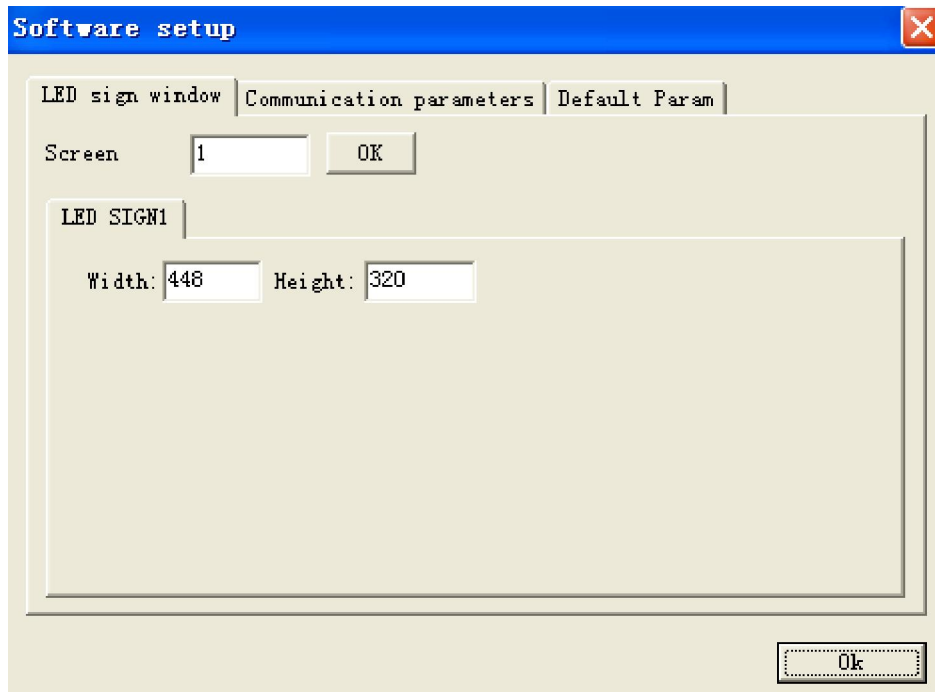 Software setup
LED sign window Communication parameters Default Param
Screen 1 OK
LED SIGN1
Width: 448 Height: 320
Ok